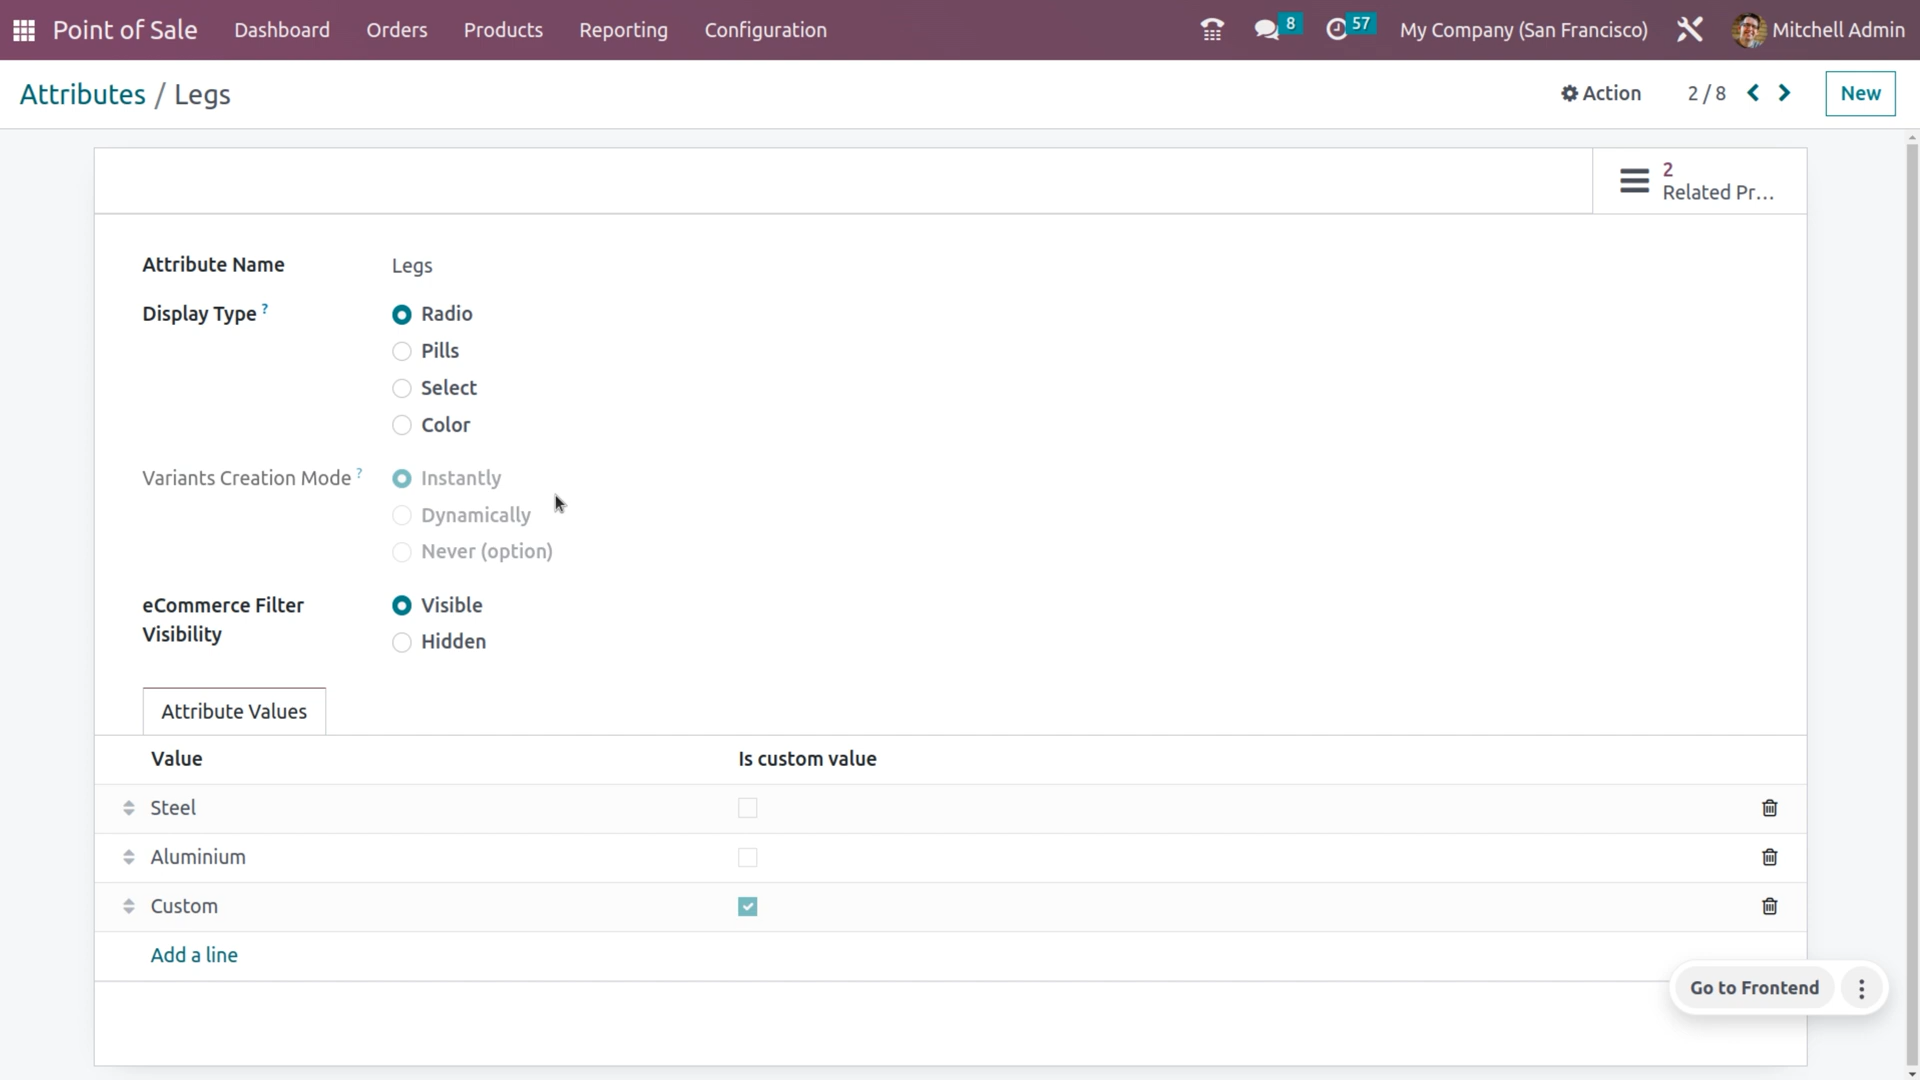 Point of Sale Dashboard Orders Products Reporting Configuration 8 57 My Company (San Francisco) Mitchell Admin
Attributes / Legs Action 2 / 8 New
2
Related Pr...
Attribute Name Legs
Display Type ? Radio
Pills
Select
Color
Variants Creation Mode ? Instantly
Dynamically
Never (option)
eCommerce Filter Visible
Visibility Hidden
Attribute Values
Value Is custom value
Steel
Aluminium
Custom
Add a line
Go to Frontend